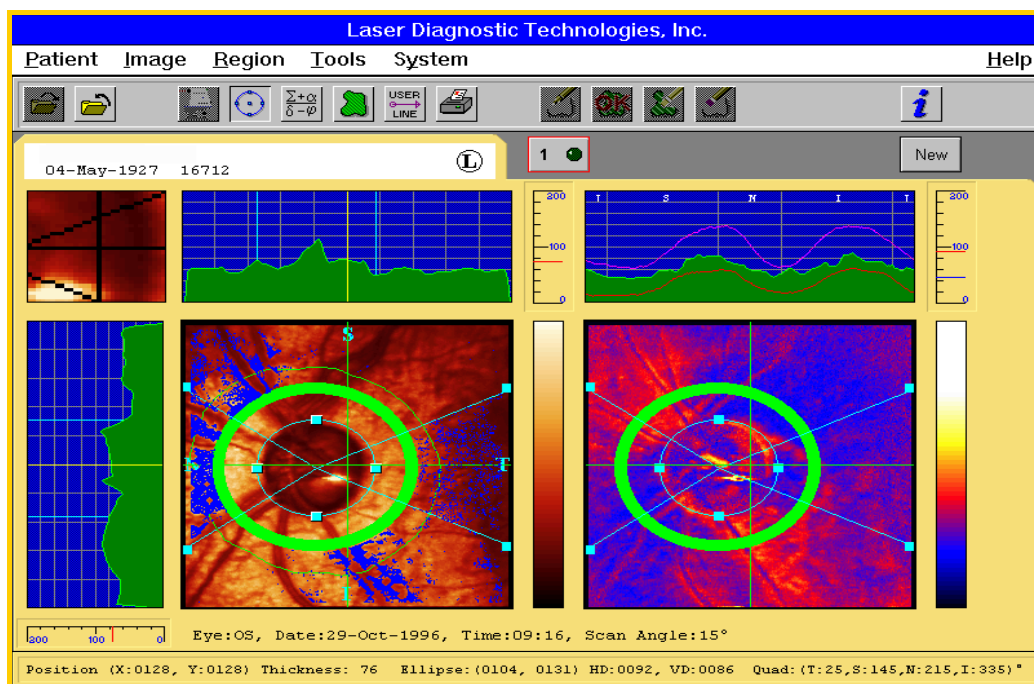 Laser Diagnostic Technologies, Inc.
Patient Image Region Tools System Help
Σ+α
δ-φ
USER
LINE
OK
i
04-May-1927 16712
L
1
New
200
100
0
T S N I T
200
100
0
S
T
I
200 100 0
Eye:OS, Date:29-Oct-1996, Time:09:16, Scan Angle:15°
Position (X:0128, Y:0128) Thickness: 76 Ellipse:(0104, 0131) HD:0092, VD:0086 Quad:(T:25,S:145,N:215,I:335)°